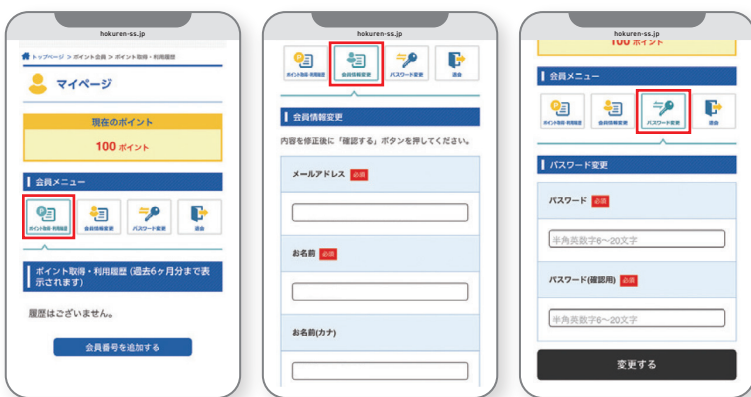 hokuren-ss.jp
トップページ > ポイント会員 > ポイント取得・利用履歴
マイページ
現在のポイント
100 ポイント
会員メニュー
ポイント取得・利用履歴
会員情報変更
パスワード変更
退会
ポイント取得・利用履歴 (過去6ヶ月分まで表
示されます)
履歴はございません。
会員番号を追加する
hokuren-ss.jp
ポイント取得・利用履歴
会員情報変更
パスワード変更
退会
会員情報変更
内容を修正後に「確認する」ボタンを押してください。
メールアドレス 必須
お名前 必須
お名前(カナ)
hokuren-ss.jp
100 ポイント
会員メニュー
ポイント取得・利用履歴
会員情報変更
パスワード変更
退会
パスワード変更
パスワード 必須
半角英数字6〜20文字
パスワード(確認用) 必須
半角英数字6〜20文字
変更する